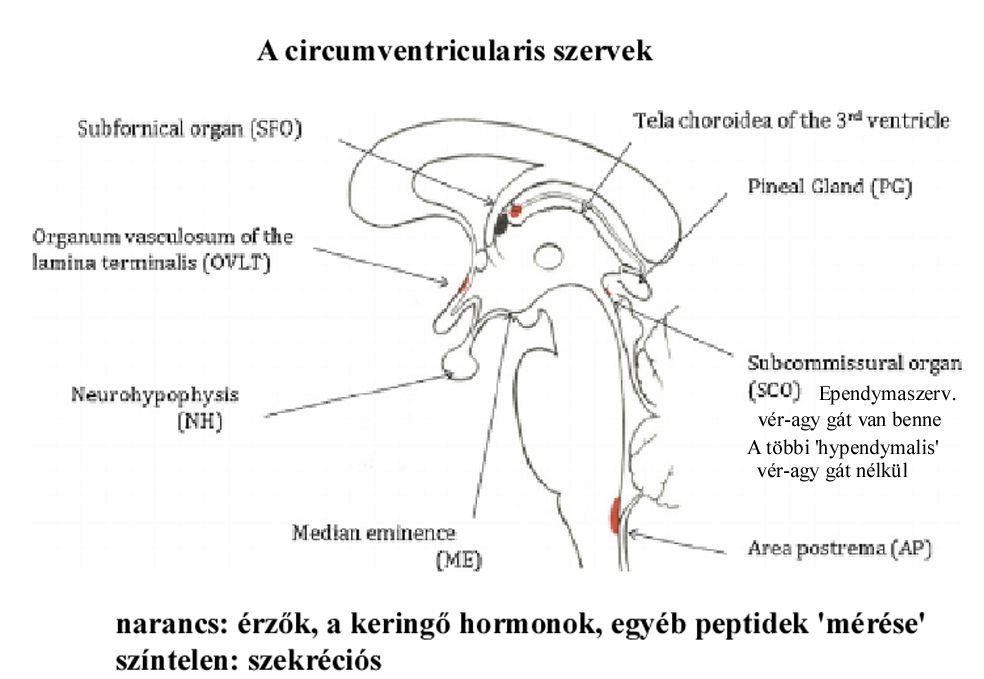 A circumventricularis szervek
Subfornical organ (SFO)
Tela choroidea of the 3rd ventricle
Pineal Gland (PG)
Organum vasculosum of the
lamina terminalis (OVLT)
Subcommissural organ
(SCO) Ependymaszerv.
vér-agy gát van benne
A többi 'hypendymalis'
vér-agy gát nélkül
Neurohypophysis
(NH)
Median eminence
(ME)
Area postrema (AP)
narancs: érzők, a keringő hormonok, egyéb peptidek 'mérése'
színtelen: szekréciós